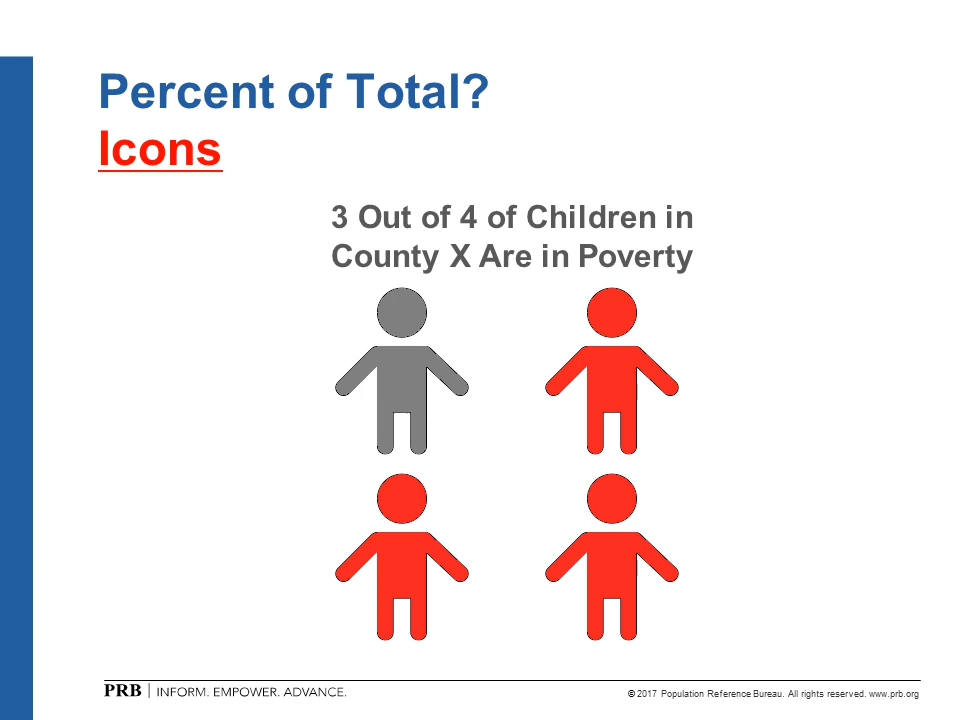 Percent of Total?
Icons
3 Out of 4 of Children in
County X Are in Poverty
PRB | INFORM. EMPOWER. ADVANCE.
© 2017 Population Reference Bureau. All rights reserved. www.prb.org